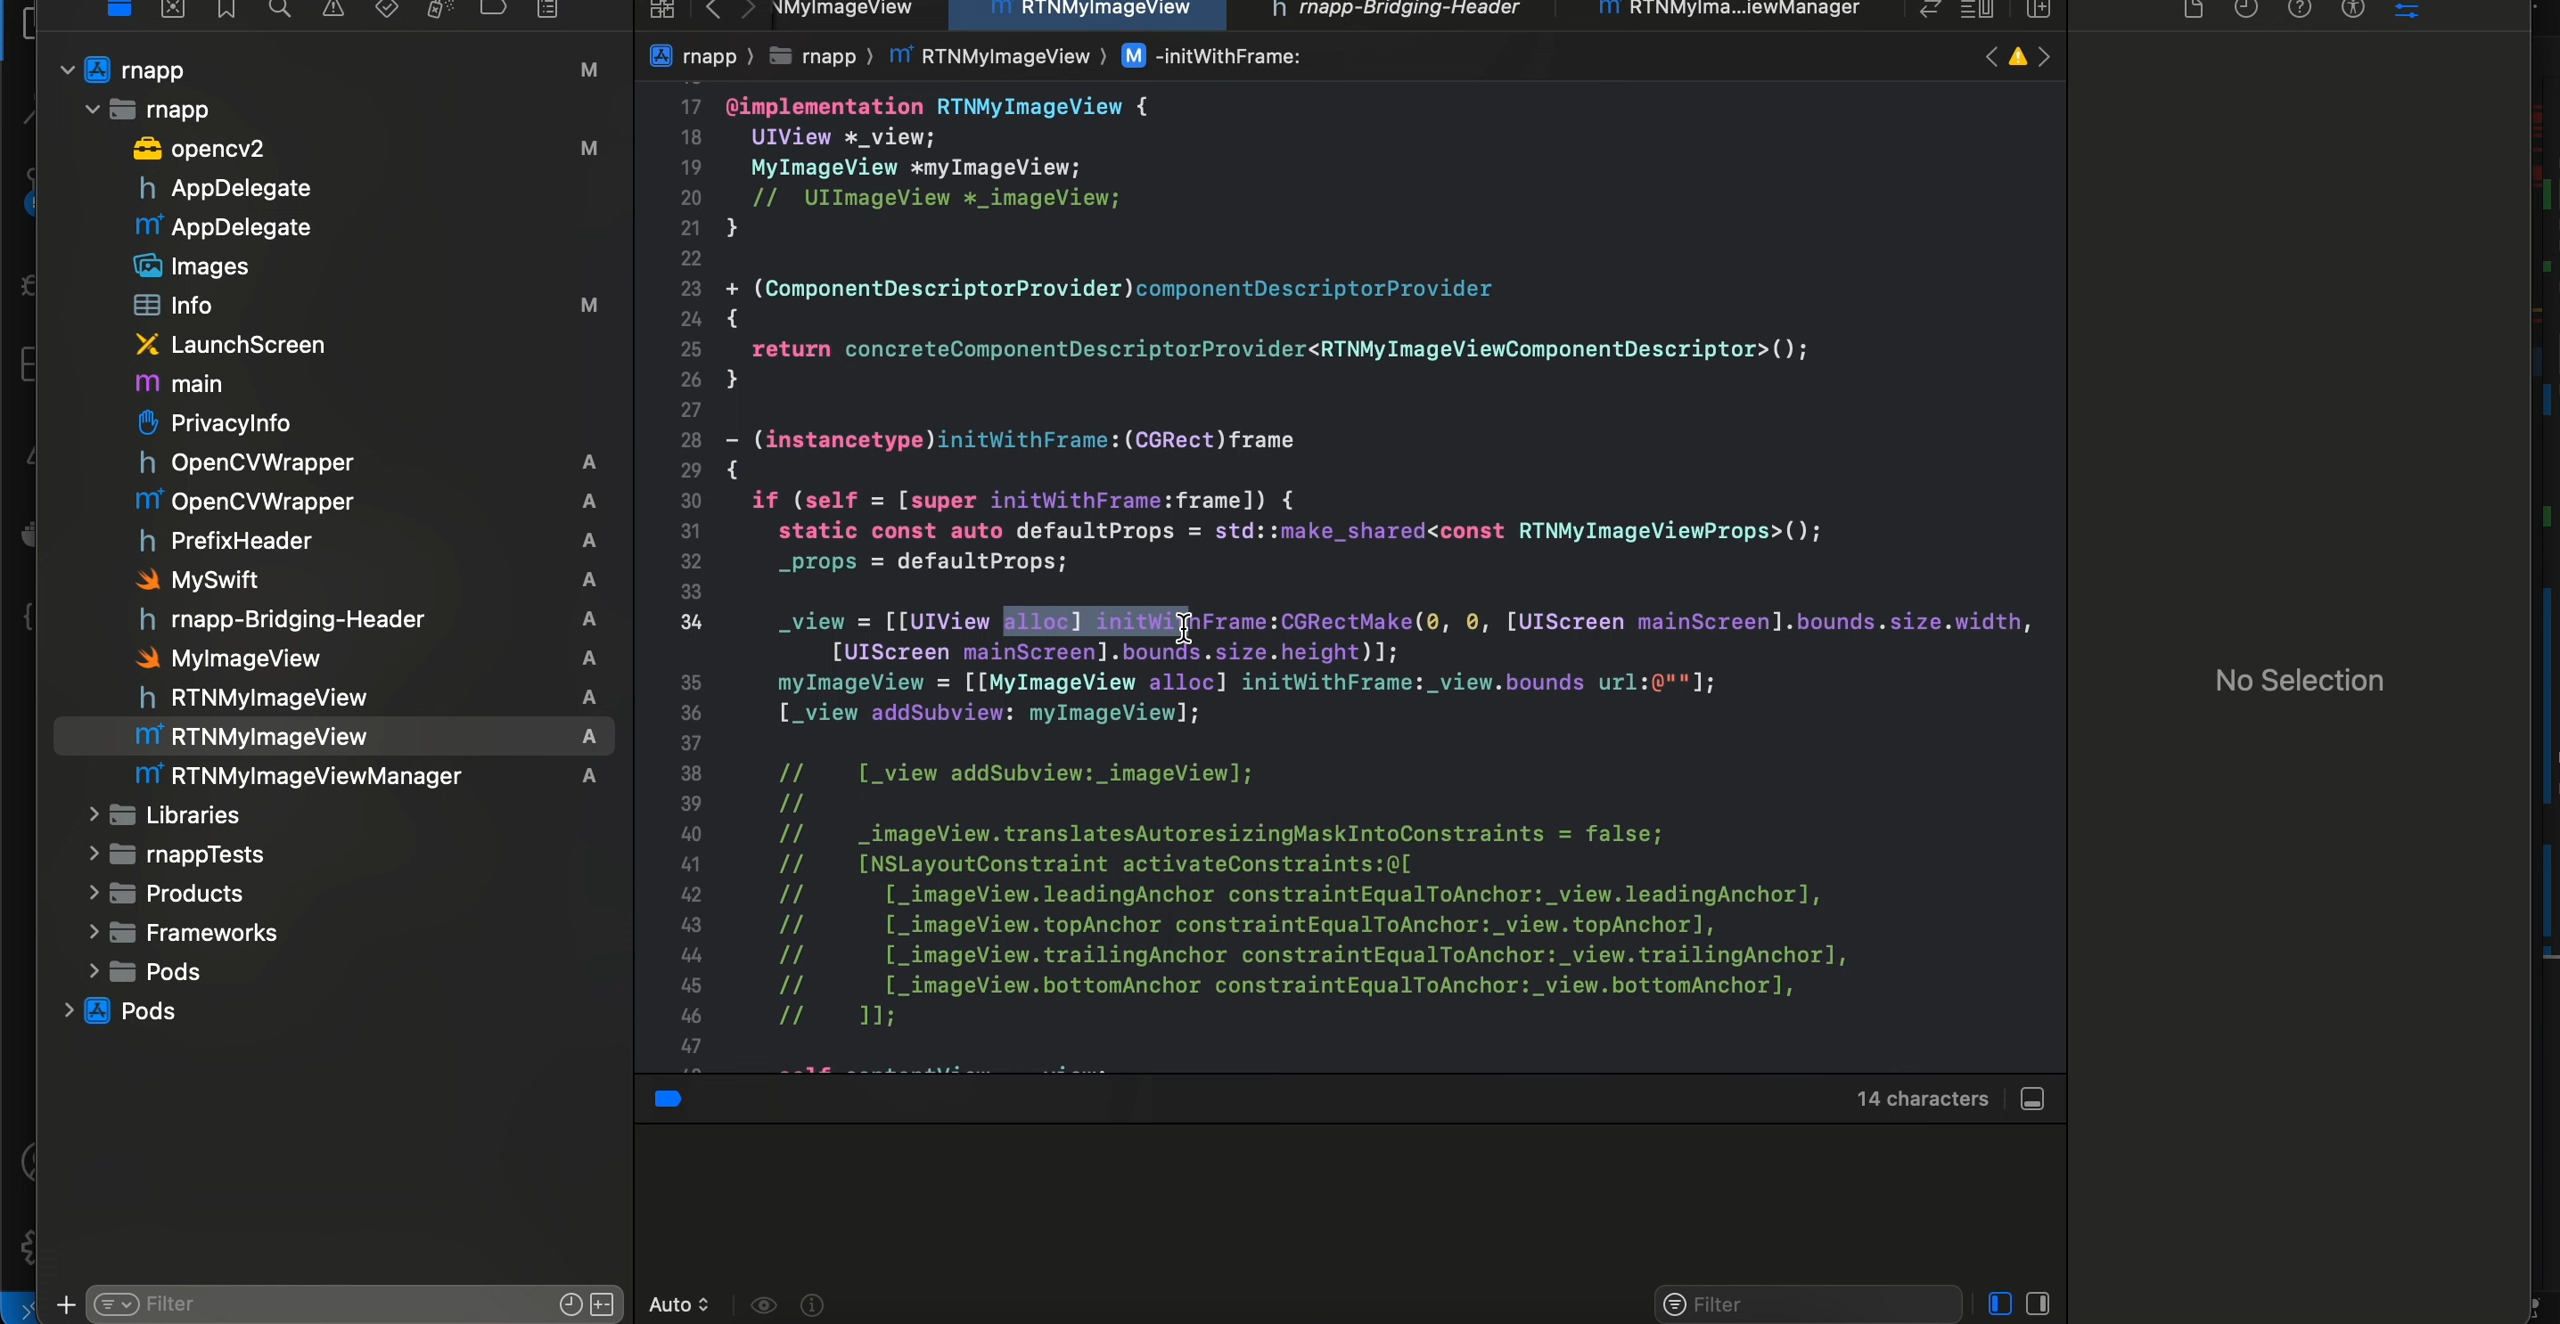 MyImageView
RTNMyImageView
rnapp-Bridging-Header
RTNMyIma...iewManager
rnapp M
rnapp
opencv2 M
AppDelegate
AppDelegate
Images
Info M
LaunchScreen
main
PrivacyInfo
OpenCVWrapper A
OpenCVWrapper A
PrefixHeader A
MySwift A
rnapp-Bridging-Header A
MyImageView A
RTNMyImageView A
RTNMyImageView A
RTNMyImageViewManager A
Libraries
rnappTests
Products
Frameworks
Pods
Pods
Filter
rnapp 〉 rnapp 〉 RTNMyImageView 〉 M -initWithFrame:
17 @implementation RTNMyImageView {
18 UIView *_view;
19 MyImageView *myImageView;
20 // UIImageView *_imageView;
21 }
22
23 + (ComponentDescriptorProvider)componentDescriptorProvider
24 {
25 return concreteComponentDescriptorProvider<RTNMyImageViewComponentDescriptor>();
26 }
27
28 - (instancetype)initWithFrame:(CGRect)frame
29 {
30 if (self = [super initWithFrame:frame]) {
31 static const auto defaultProps = std::make_shared<const RTNMyImageViewProps>();
32 _props = defaultProps;
33
34 _view = [[UIView alloc] initWithFrame:CGRectMake(0, 0, [UIScreen mainScreen].bounds.size.width,
[UIScreen mainScreen].bounds.size.height)];
35 myImageView = [[MyImageView alloc] initWithFrame:_view.bounds url:@""];
36 [_view addSubview: myImageView];
37
38 // [_view addSubview:_imageView];
39 //
40 // _imageView.translatesAutoresizingMaskIntoConstraints = false;
41 // [NSLayoutConstraint activateConstraints:@[
42 // [_imageView.leadingAnchor constraintEqualToAnchor:_view.leadingAnchor],
43 // [_imageView.topAnchor constraintEqualToAnchor:_view.topAnchor],
44 // [_imageView.trailingAnchor constraintEqualToAnchor:_view.trailingAnchor],
45 // [_imageView.bottomAnchor constraintEqualToAnchor:_view.bottomAnchor],
46 // ]];
47
14 characters
Auto
Filter
No Selection